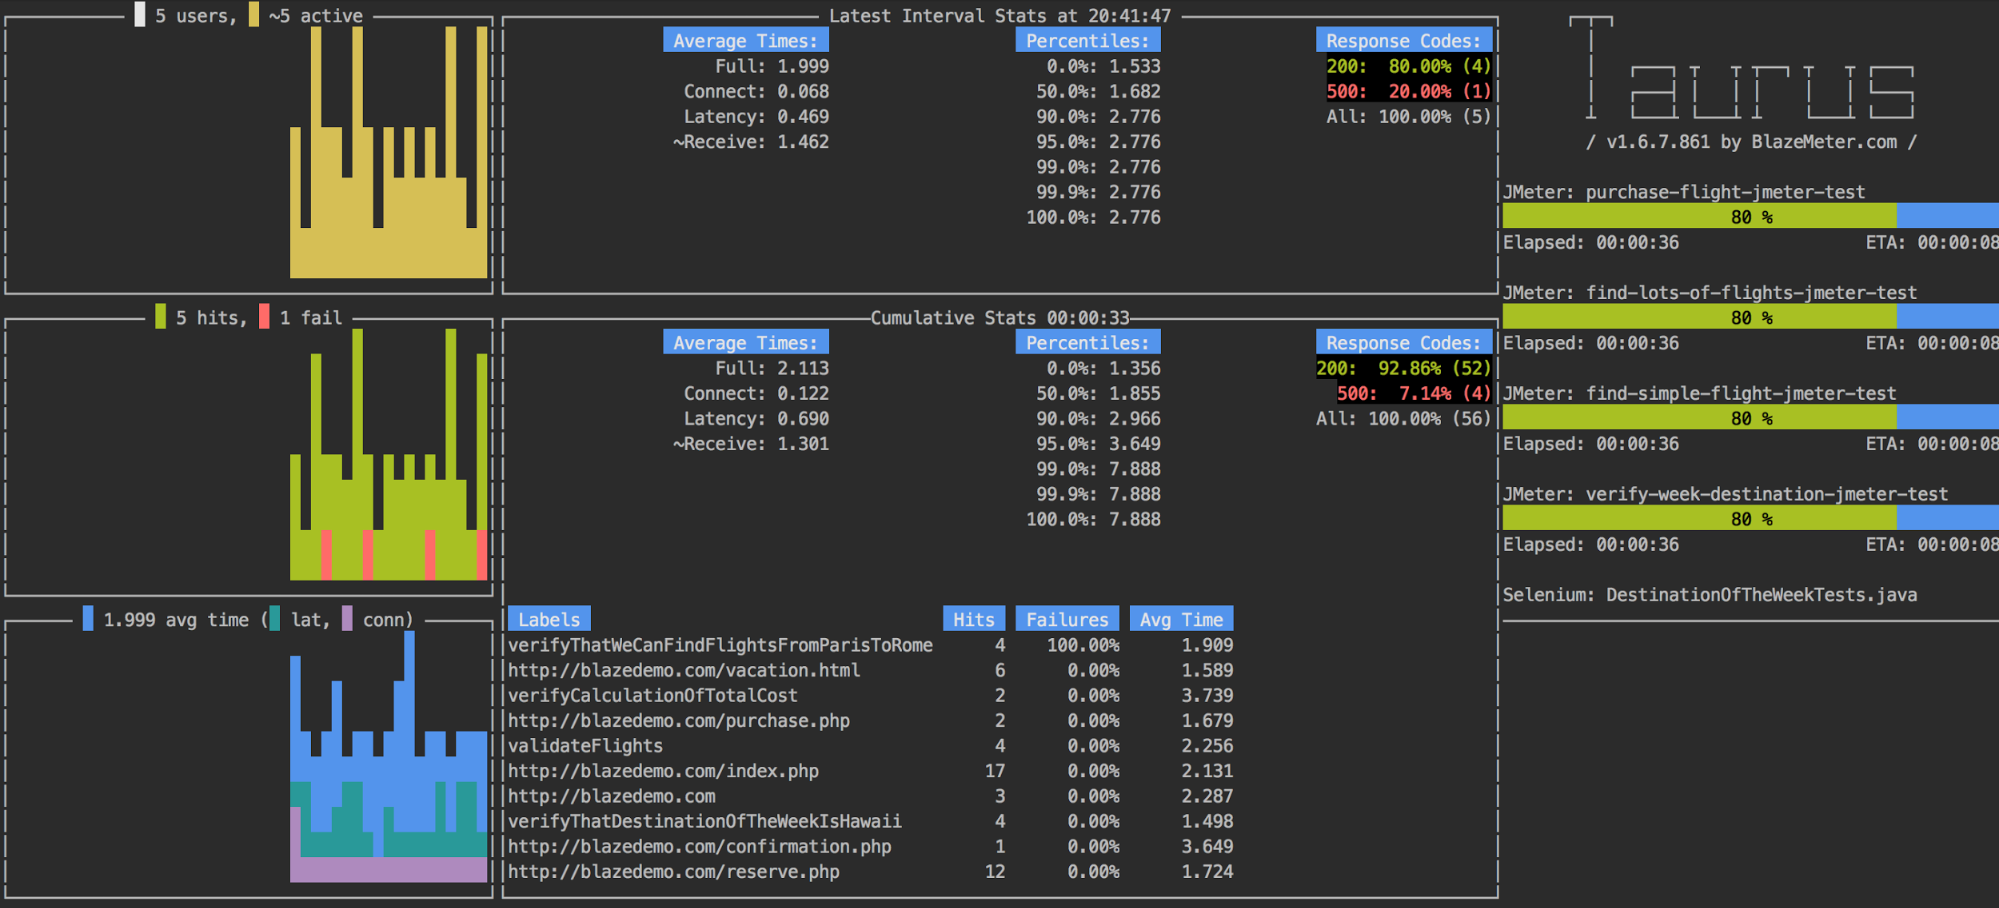 5 users, ~5 active
Latest Interval Stats at 20:41:47
Average Times:
Full: 1.999
Connect: 0.068
Latency: 0.469
~Receive: 1.462
Percentiles:
0.0%: 1.533
50.0%: 1.682
90.0%: 2.776
95.0%: 2.776
99.0%: 2.776
99.9%: 2.776
100.0%: 2.776
Response Codes:
200: 80.00% (4)
500: 20.00% (1)
All: 100.00% (5)
Taurus
/ v1.6.7.861 by BlazeMeter.com /
JMeter: purchase-flight-jmeter-test
80 %
Elapsed: 00:00:36 ETA: 00:00:08
JMeter: find-lots-of-flights-jmeter-test
80 %
Elapsed: 00:00:36 ETA: 00:00:08
JMeter: find-simple-flight-jmeter-test
80 %
Elapsed: 00:00:36 ETA: 00:00:08
JMeter: verify-week-destination-jmeter-test
80 %
Elapsed: 00:00:36 ETA: 00:00:08
Selenium: DestinationOfTheWeekTests.java
5 hits, 1 fail
Cumulative Stats 00:00:33
Average Times:
Full: 2.113
Connect: 0.122
Latency: 0.690
~Receive: 1.301
Percentiles:
0.0%: 1.356
50.0%: 1.855
90.0%: 2.966
95.0%: 3.649
99.0%: 7.888
99.9%: 7.888
100.0%: 7.888
Response Codes:
200: 92.86% (52)
500: 7.14% (4)
All: 100.00% (56)
1.999 avg time ( lat, conn)
Labels Hits Failures Avg Time
verifyThatWeCanFindFlightsFromParisToRome 4 100.00% 1.909
http://blazedemo.com/vacation.html 6 0.00% 1.589
verifyCalculationOfTotalCost 2 0.00% 3.739
http://blazedemo.com/purchase.php 2 0.00% 1.679
validateFlights 4 0.00% 2.256
http://blazedemo.com/index.php 17 0.00% 2.131
http://blazedemo.com 3 0.00% 2.287
verifyThatDestinationOfTheWeekIsHawaii 4 0.00% 1.498
http://blazedemo.com/confirmation.php 1 0.00% 3.649
http://blazedemo.com/reserve.php 12 0.00% 1.724